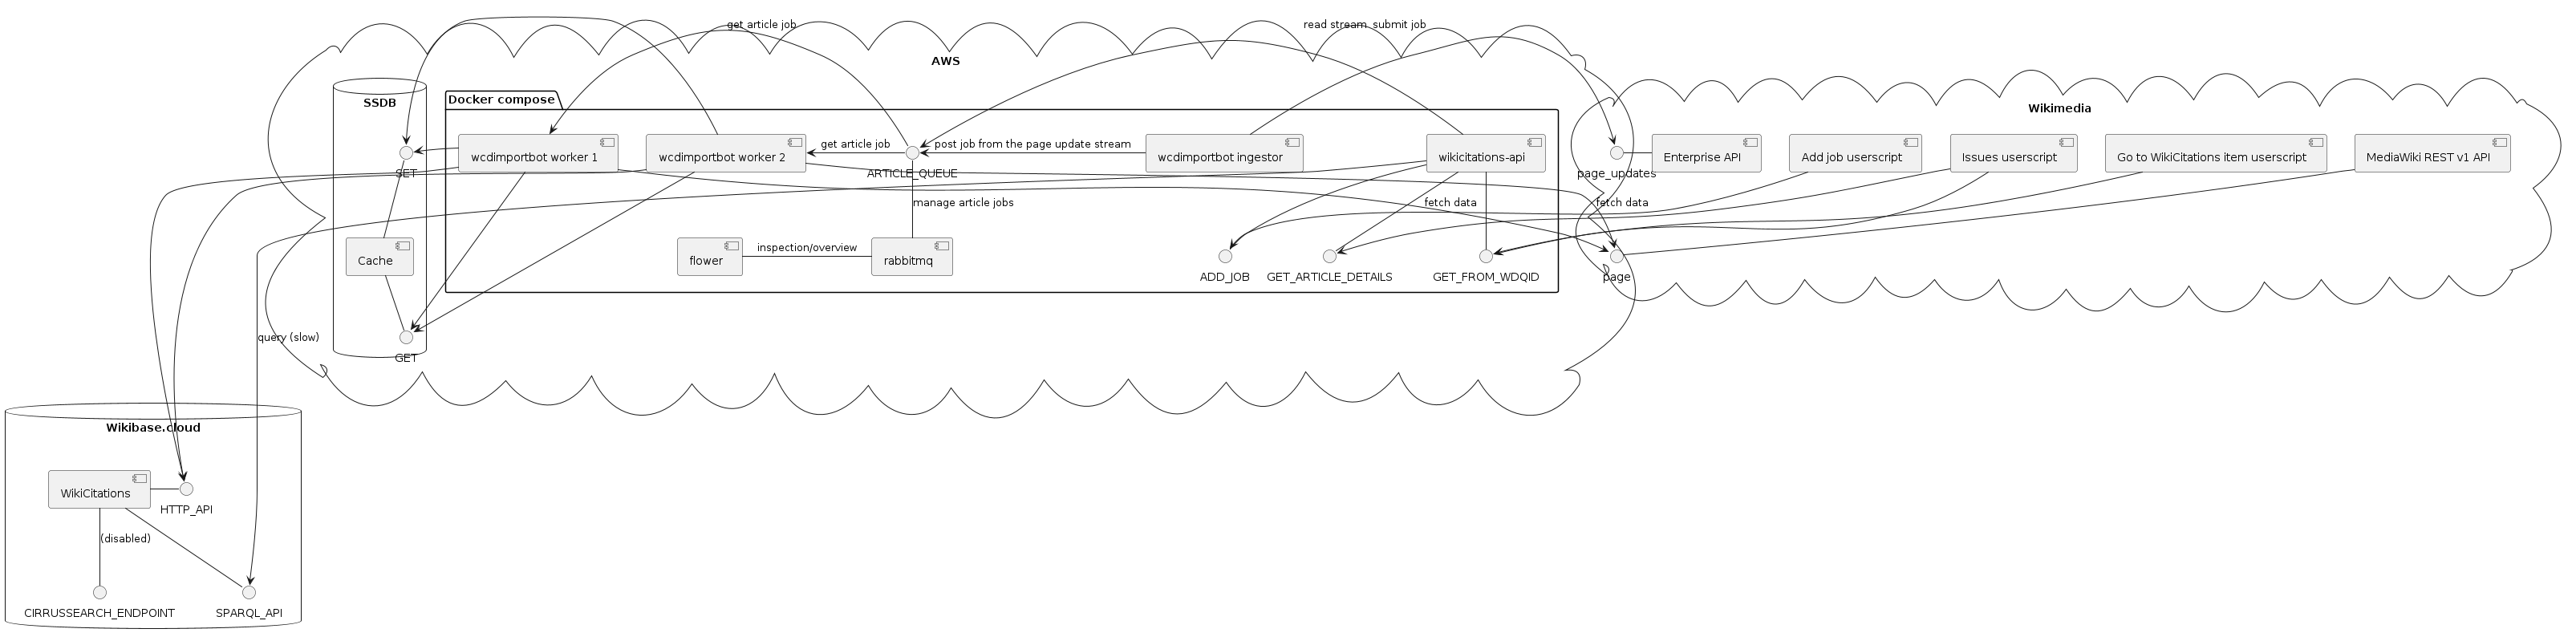 get article job
read stream
submit job
AWS
SSDB
Docker compose
Wikimedia
SET
wcdimportbot worker 1
wcdimportbot worker 2
get article job
ARTICLE_QUEUE
post job from the page update stream
wcdimportbot ingestor
wikicitations-api
page_updates
Enterprise API
Add job userscript
Issues userscript
Go to WikiCitations item userscript
MediaWiki REST v1 API
manage article jobs
fetch data
fetch data
Cache
flower
inspection/overview
rabbitmq
ADD_JOB
GET_ARTICLE_DETAILS
GET_FROM_WDQID
page
query (slow)
GET
Wikibase.cloud
WikiCitations
HTTP_API
(disabled)
CIRRUSSEARCH_ENDPOINT
SPARQL_API